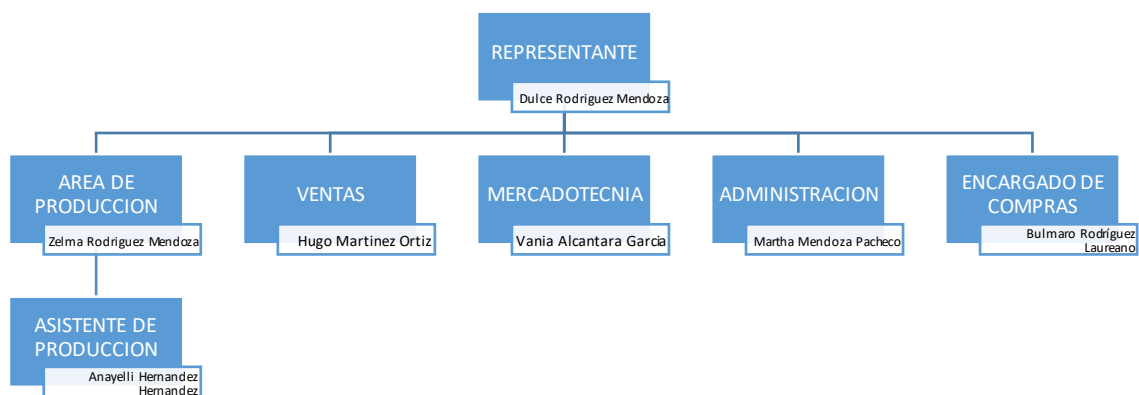 REPRESENTANTE
Dulce Rodriguez Mendoza
AREA DE
PRODUCCION
Zelma Rodriguez Mendoza
VENTAS
Hugo Martinez Ortiz
MERCADOTECNIA
Vania Alcantara Garcia
ADMINISTRACION
Martha Mendoza Pacheco
ENCARGADO DE
COMPRAS
Bulmaro Rodríguez
Laureano
ASISTENTE DE
PRODUCCION
Anayelli Hernandez
Hernandez